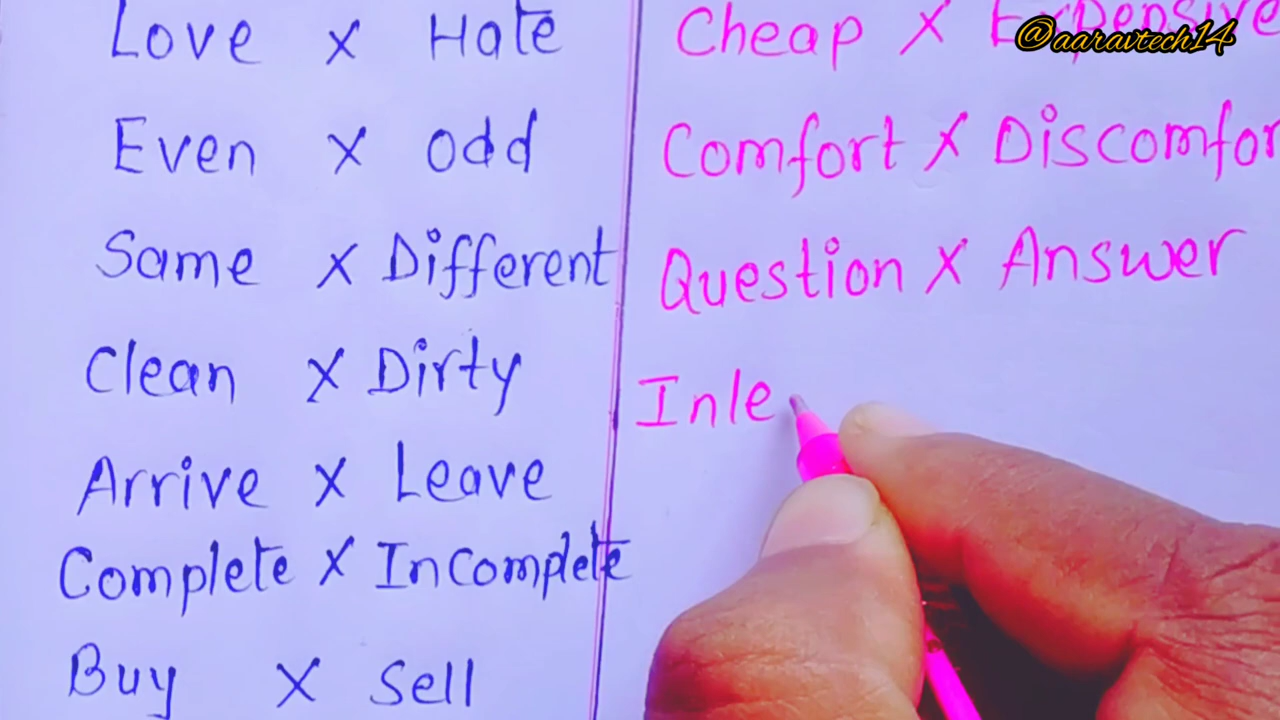 Love x Hate
Even x Odd
Same x Different
Clean x Dirty
Arrive x Leave
Complete x Incomplete
Buy x Sell
Cheap x Expensive
@aaravtech14
Comfort x Discomfor
Question x Answer
Inle